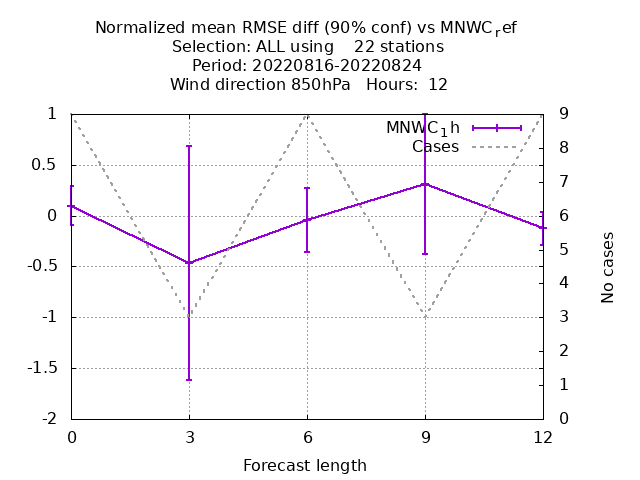 Normalized mean RMSE diff (90% conf) vs MNWCref
Selection: ALL using    22 stations
Period: 20220816-20220824
Wind direction 850hPa   Hours:  12
MNWC1h
Cases
1
0.5
0
-0.5
-1
-1.5
-2
9
8
7
6
5
4
3
2
1
0
No cases
0 3 6 9 12
Forecast length